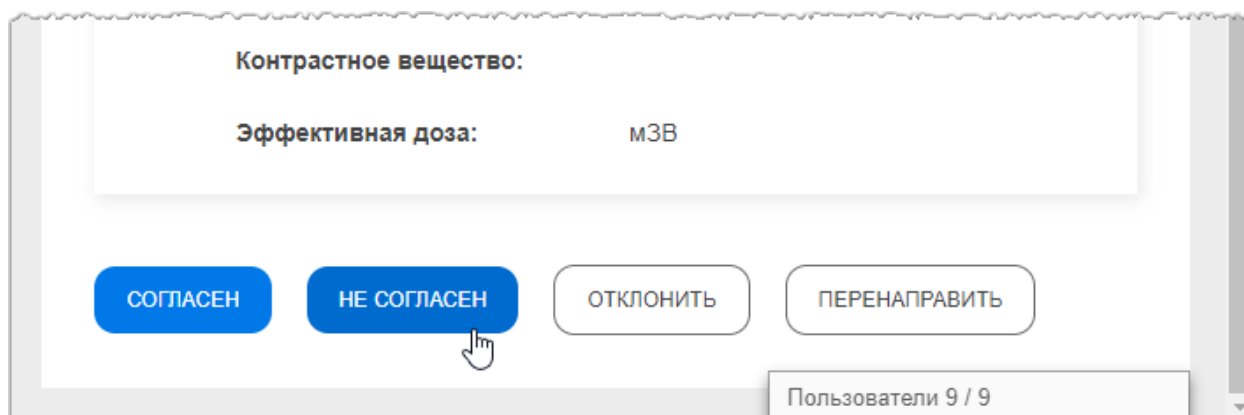 Контрастное вещество:
Эффективная доза: мЗВ
СОГЛАСЕН НЕ СОГЛАСЕН ОТКЛОНИТЬ ПЕРЕНАПРАВИТЬ
Пользователи 9 / 9